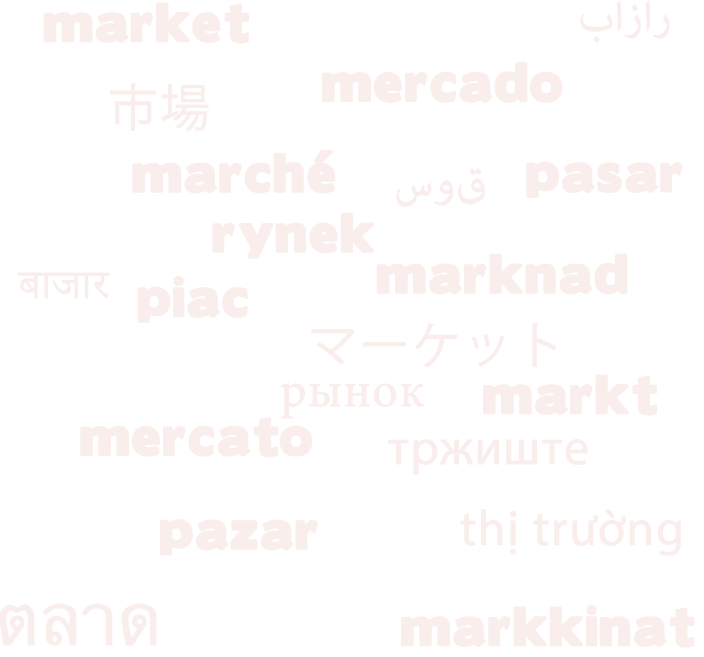 market
رازاب
mercado
市場
marché
قوس
pasar
rynek
marknad
बाजार
piac
マーケット
рынок
markt
mercato
тржиште
pazar
thị trường
ตลาด
markkinat